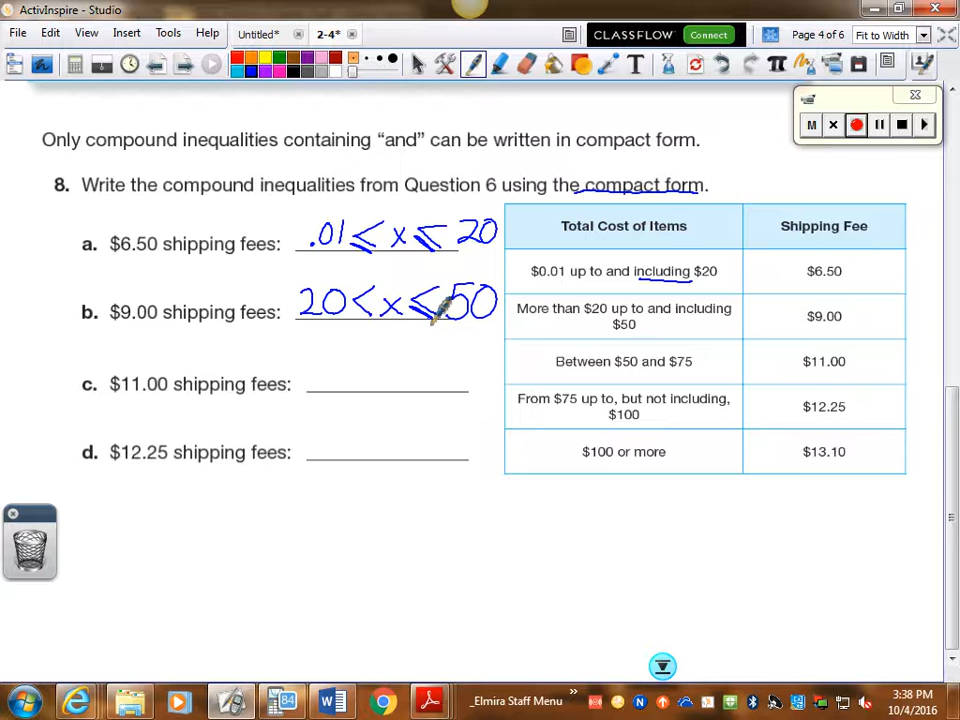 ActivInspire - Studio
File Edit View Insert Tools Help Untitled* 2-4* CLASSFLOW Connect Page 4 of 6 Fit to Width
Only compound inequalities containing “and” can be written in compact form.
8. Write the compound inequalities from Question 6 using the compact form.
a. $6.50 shipping fees: .01 ≤ x ≤ 20
b. $9.00 shipping fees: 20 < x ≤ 50
c. $11.00 shipping fees:
d. $12.25 shipping fees:
Total Cost of Items Shipping Fee
$0.01 up to and including $20 $6.50
More than $20 up to and including $50 $9.00
Between $50 and $75 $11.00
From $75 up to, but not including, $100 $12.25
$100 or more $13.10
M
_Elmira Staff Menu
84
3:38 PM
10/4/2016